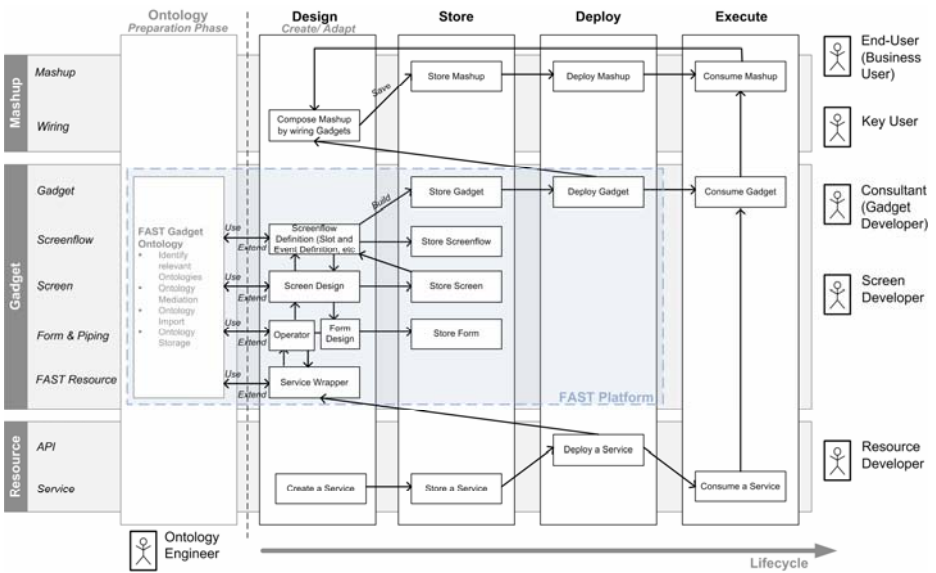 Ontology
Preparation Phase
Design
Create/ Adapt
Store
Deploy
Execute
Mashup
Mashup
Wiring
Store Mashup
Deploy Mashup
Consume Mashup
Save
Compose Mashup
by wiring Gadgets
End-User
(Business
User)
Key User
Gadget
Gadget
Screenflow
Screen
Form & Piping
FAST Resource
FAST Gadget
Ontology
• Identify
relevant
Ontologies
• Ontology
Mediation
• Ontology
Import
• Ontology
Storage
Use
Extend
Use
Extend
Use
Extend
Use
Extend
Build
Store Gadget
Deploy Gadget
Consume Gadget
Screenflow
Definition (Slot and
Event Definition, etc
Store Screenflow
Screen Design
Store Screen
Operator
Form
Design
Store Form
Service Wrapper
FAST Platform
Consultant
(Gadget
Developer)
Screen
Developer
Resource
API
Service
Deploy a Service
Create a Service
Store a Service
Consume a Service
Resource
Developer
Ontology
Engineer
Lifecycle